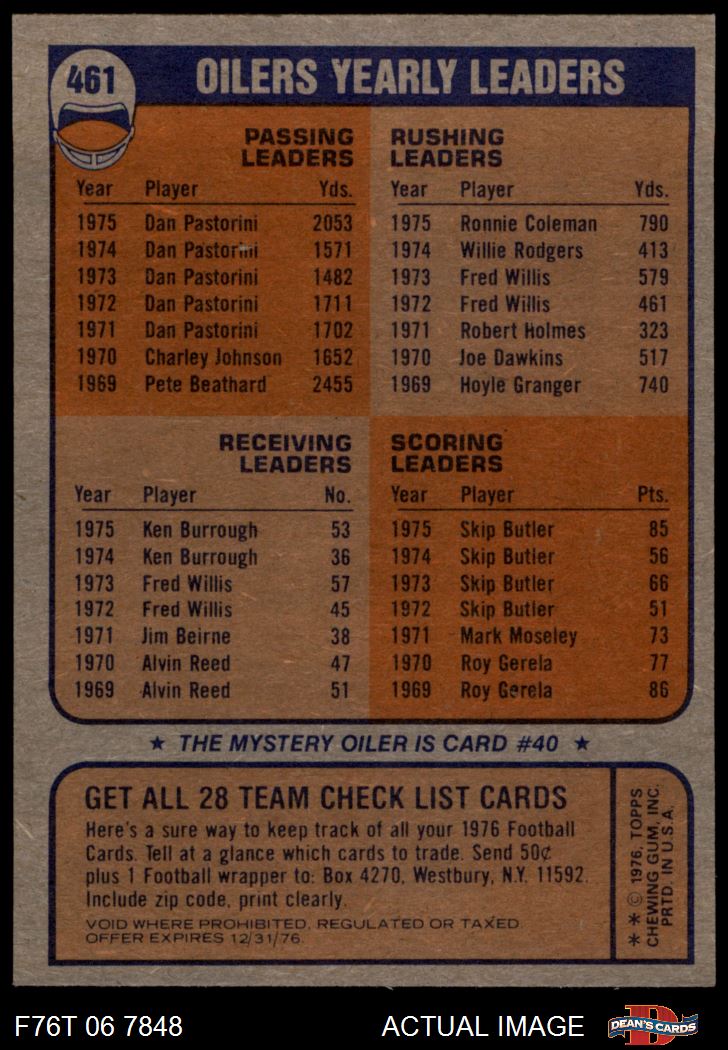 461
OILERS YEARLY LEADERS
PASSING LEADERS
Year Player Yds.
1975 Dan Pastorini 2053
1974 Dan Pastorini 1571
1973 Dan Pastorini 1482
1972 Dan Pastorini 1711
1971 Dan Pastorini 1702
1970 Charley Johnson 1652
1969 Pete Beathard 2455
RUSHING LEADERS
Year Player Yds.
1975 Ronnie Coleman 790
1974 Willie Rodgers 413
1973 Fred Willis 579
1972 Fred Willis 461
1971 Robert Holmes 323
1970 Joe Dawkins 517
1969 Hoyle Granger 740
RECEIVING LEADERS
Year Player No.
1975 Ken Burrough 53
1974 Ken Burrough 36
1973 Fred Willis 57
1972 Fred Willis 45
1971 Jim Beirne 38
1970 Alvin Reed 47
1969 Alvin Reed 51
SCORING LEADERS
Year Player Pts.
1975 Skip Butler 85
1974 Skip Butler 56
1973 Skip Butler 66
1972 Skip Butler 51
1971 Mark Moseley 73
1970 Roy Gerela 77
1969 Roy Gerela 86
★ THE MYSTERY OILER IS CARD #40 ★
GET ALL 28 TEAM CHECK LIST CARDS
Here's a sure way to keep track of all your 1976 Football
Cards. Tell at a glance which cards to trade. Send 50¢
plus 1 Football wrapper to: Box 4270, Westbury, N.Y. 11592.
Include zip code, print clearly.
VOID WHERE PROHIBITED, REGULATED OR TAXED.
OFFER EXPIRES 12/31/76.
** © 1976, TOPPS
CHEWING GUM, INC.
PRTD. IN U.S.A.
F76T 06 7848
ACTUAL IMAGE
D
DEAN'S CARDS